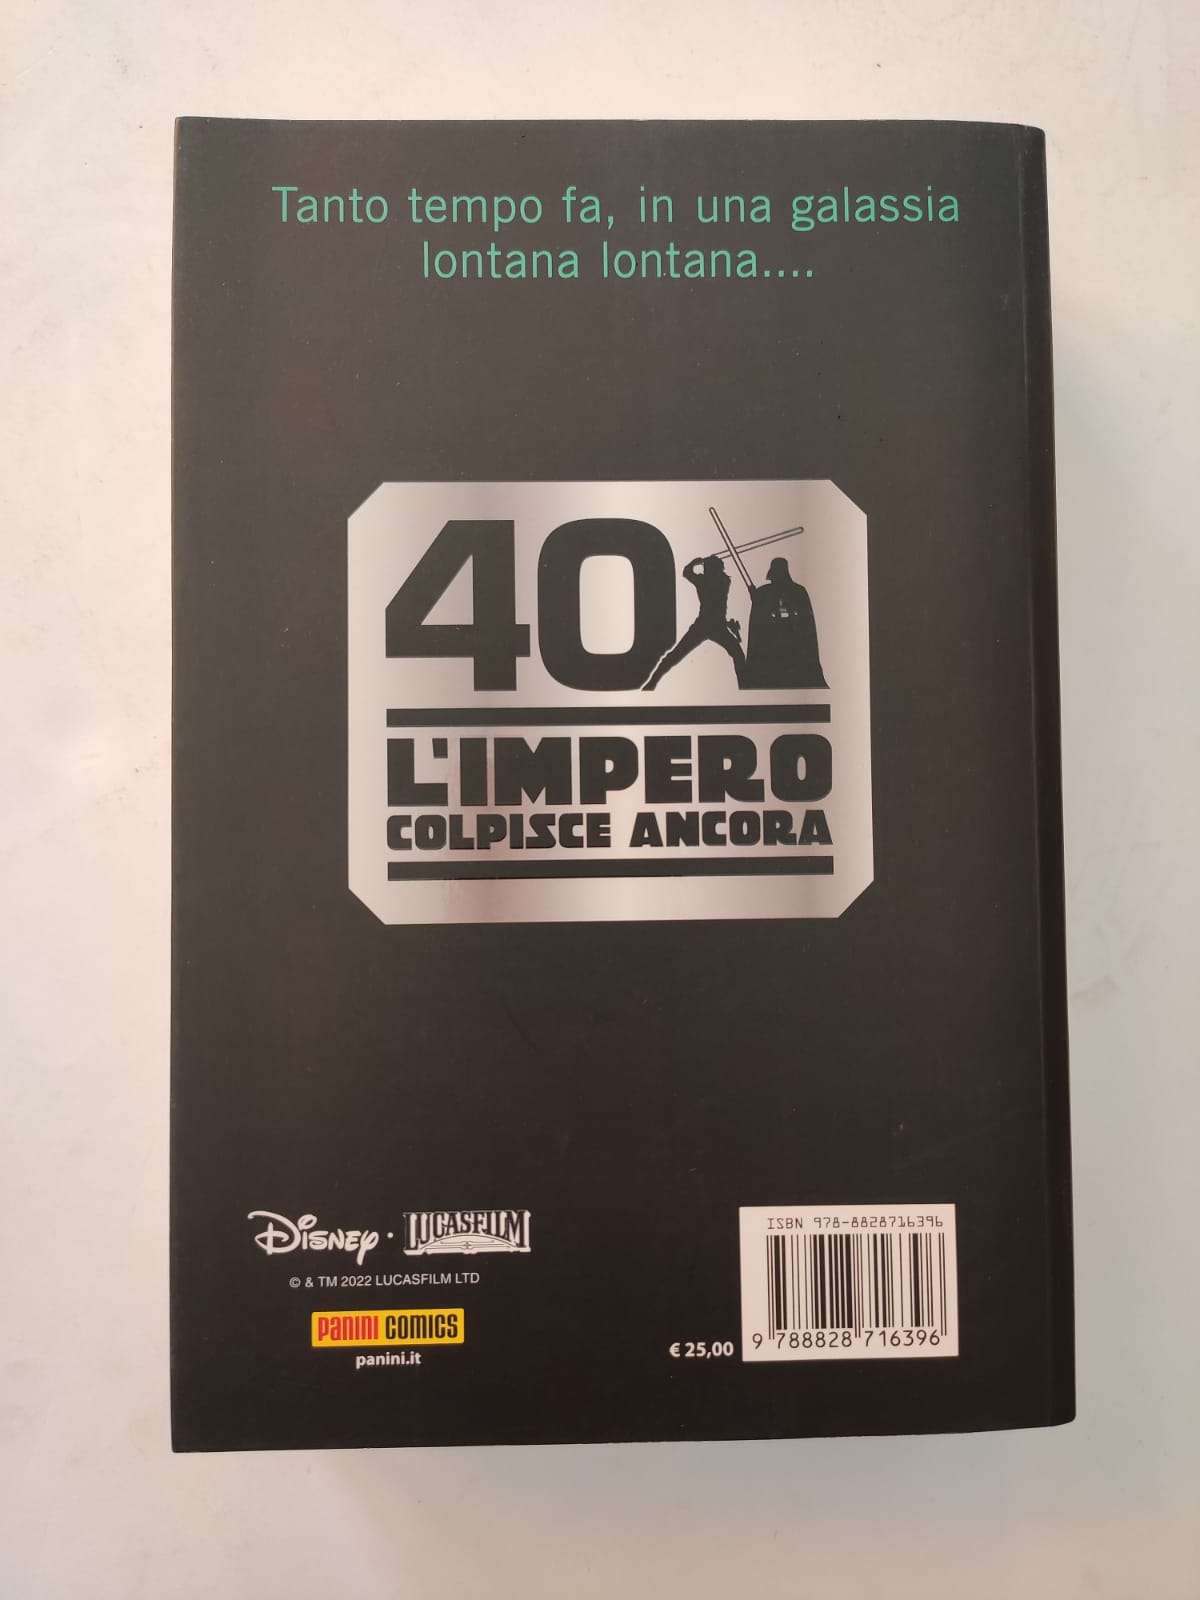 Tanto tempo fa, in una galassia
lontana lontana....
40
L'IMPERO
COLPISCE ANCORA
DISNEY · LUCASFILM
© & TM 2022 LUCASFILM LTD
PANINI COMICS
panini.it
€ 25,00
ISBN 978-8828716396
9 788828 716396